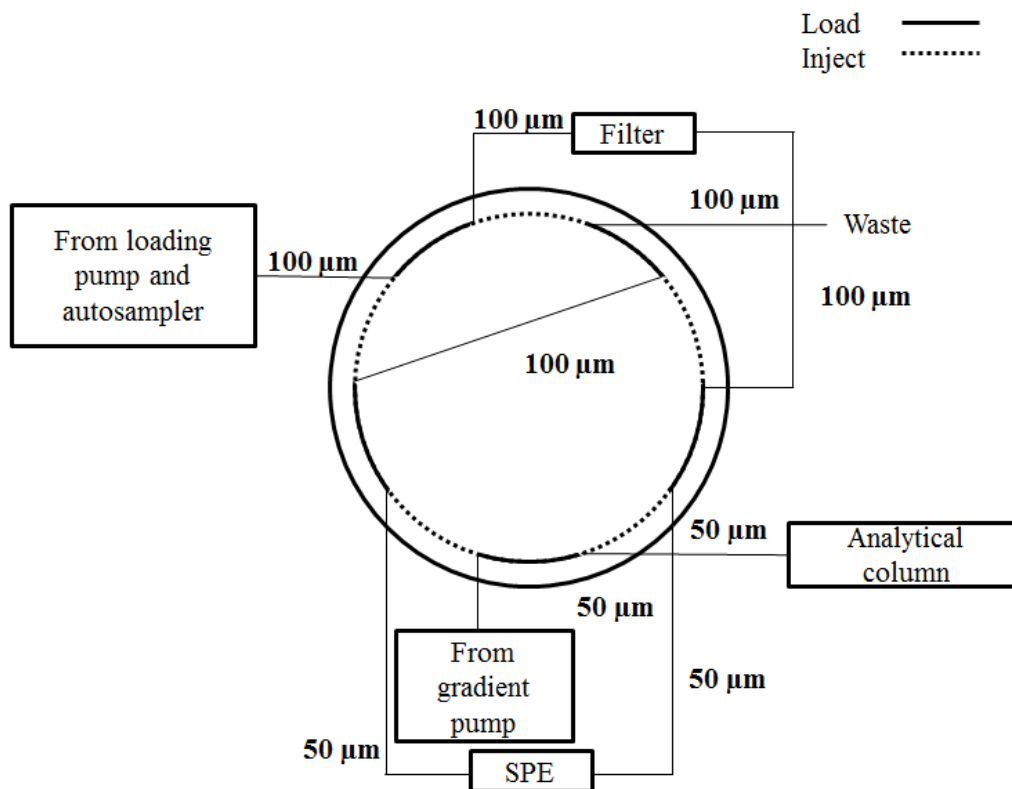 Load
Inject
100 μm
Filter
100 μm
Waste
From loading
pump and
autosampler
100 μm
100 μm
100 μm
50 μm
Analytical
column
50 μm
From
gradient
pump
50 μm
50 μm
SPE